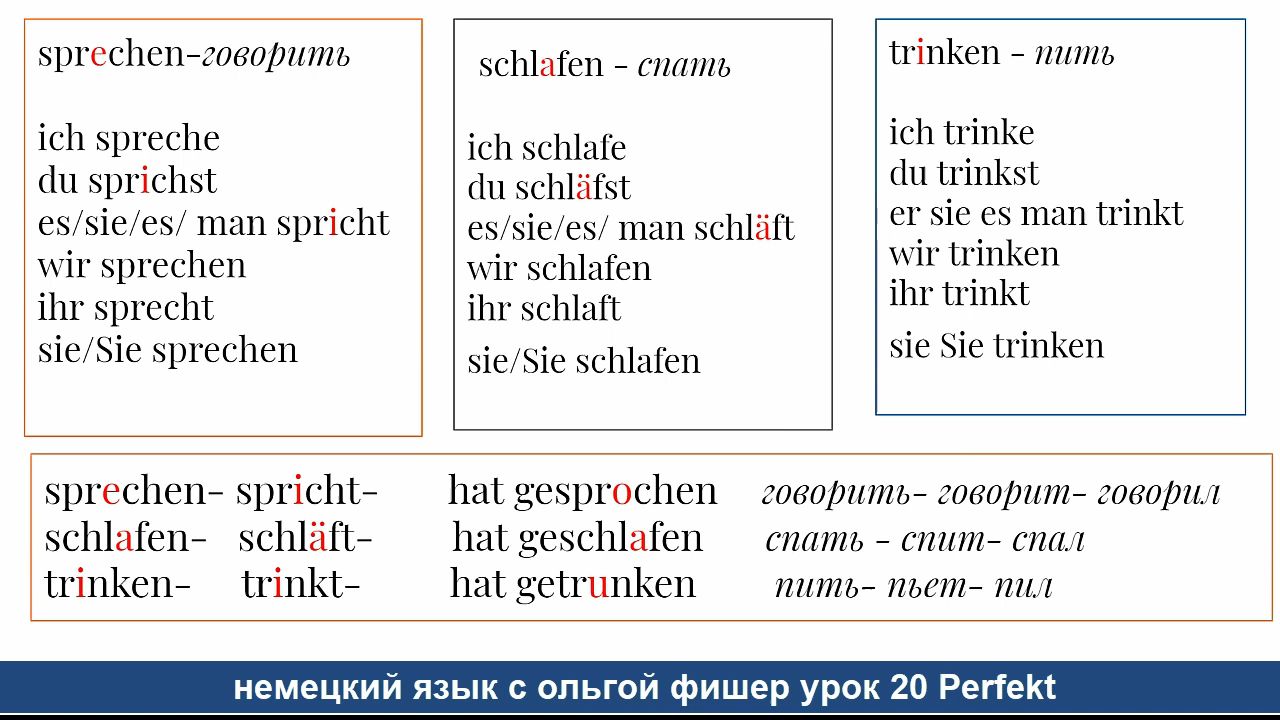 sprechen-говорить
ich spreche
du sprichst
es/sie/es/ man spricht
wir sprechen
ihr sprecht
sie/Sie sprechen
schlafen - спать
ich schlafe
du schläfst
es/sie/es/ man schläft
wir schlafen
ihr schlaft
sie/Sie schlafen
trinken - пить
ich trinke
du trinkst
er sie es man trinkt
wir trinken
ihr trinkt
sie Sie trinken
sprechen- spricht- hat gesprochen говорить- говорит- говорил
schlafen- schläft- hat geschlafen спать - спит- спал
trinken- trinkt- hat getrunken пить- пьет- пил
немецкий язык с ольгой фишер урок 20 Perfekt